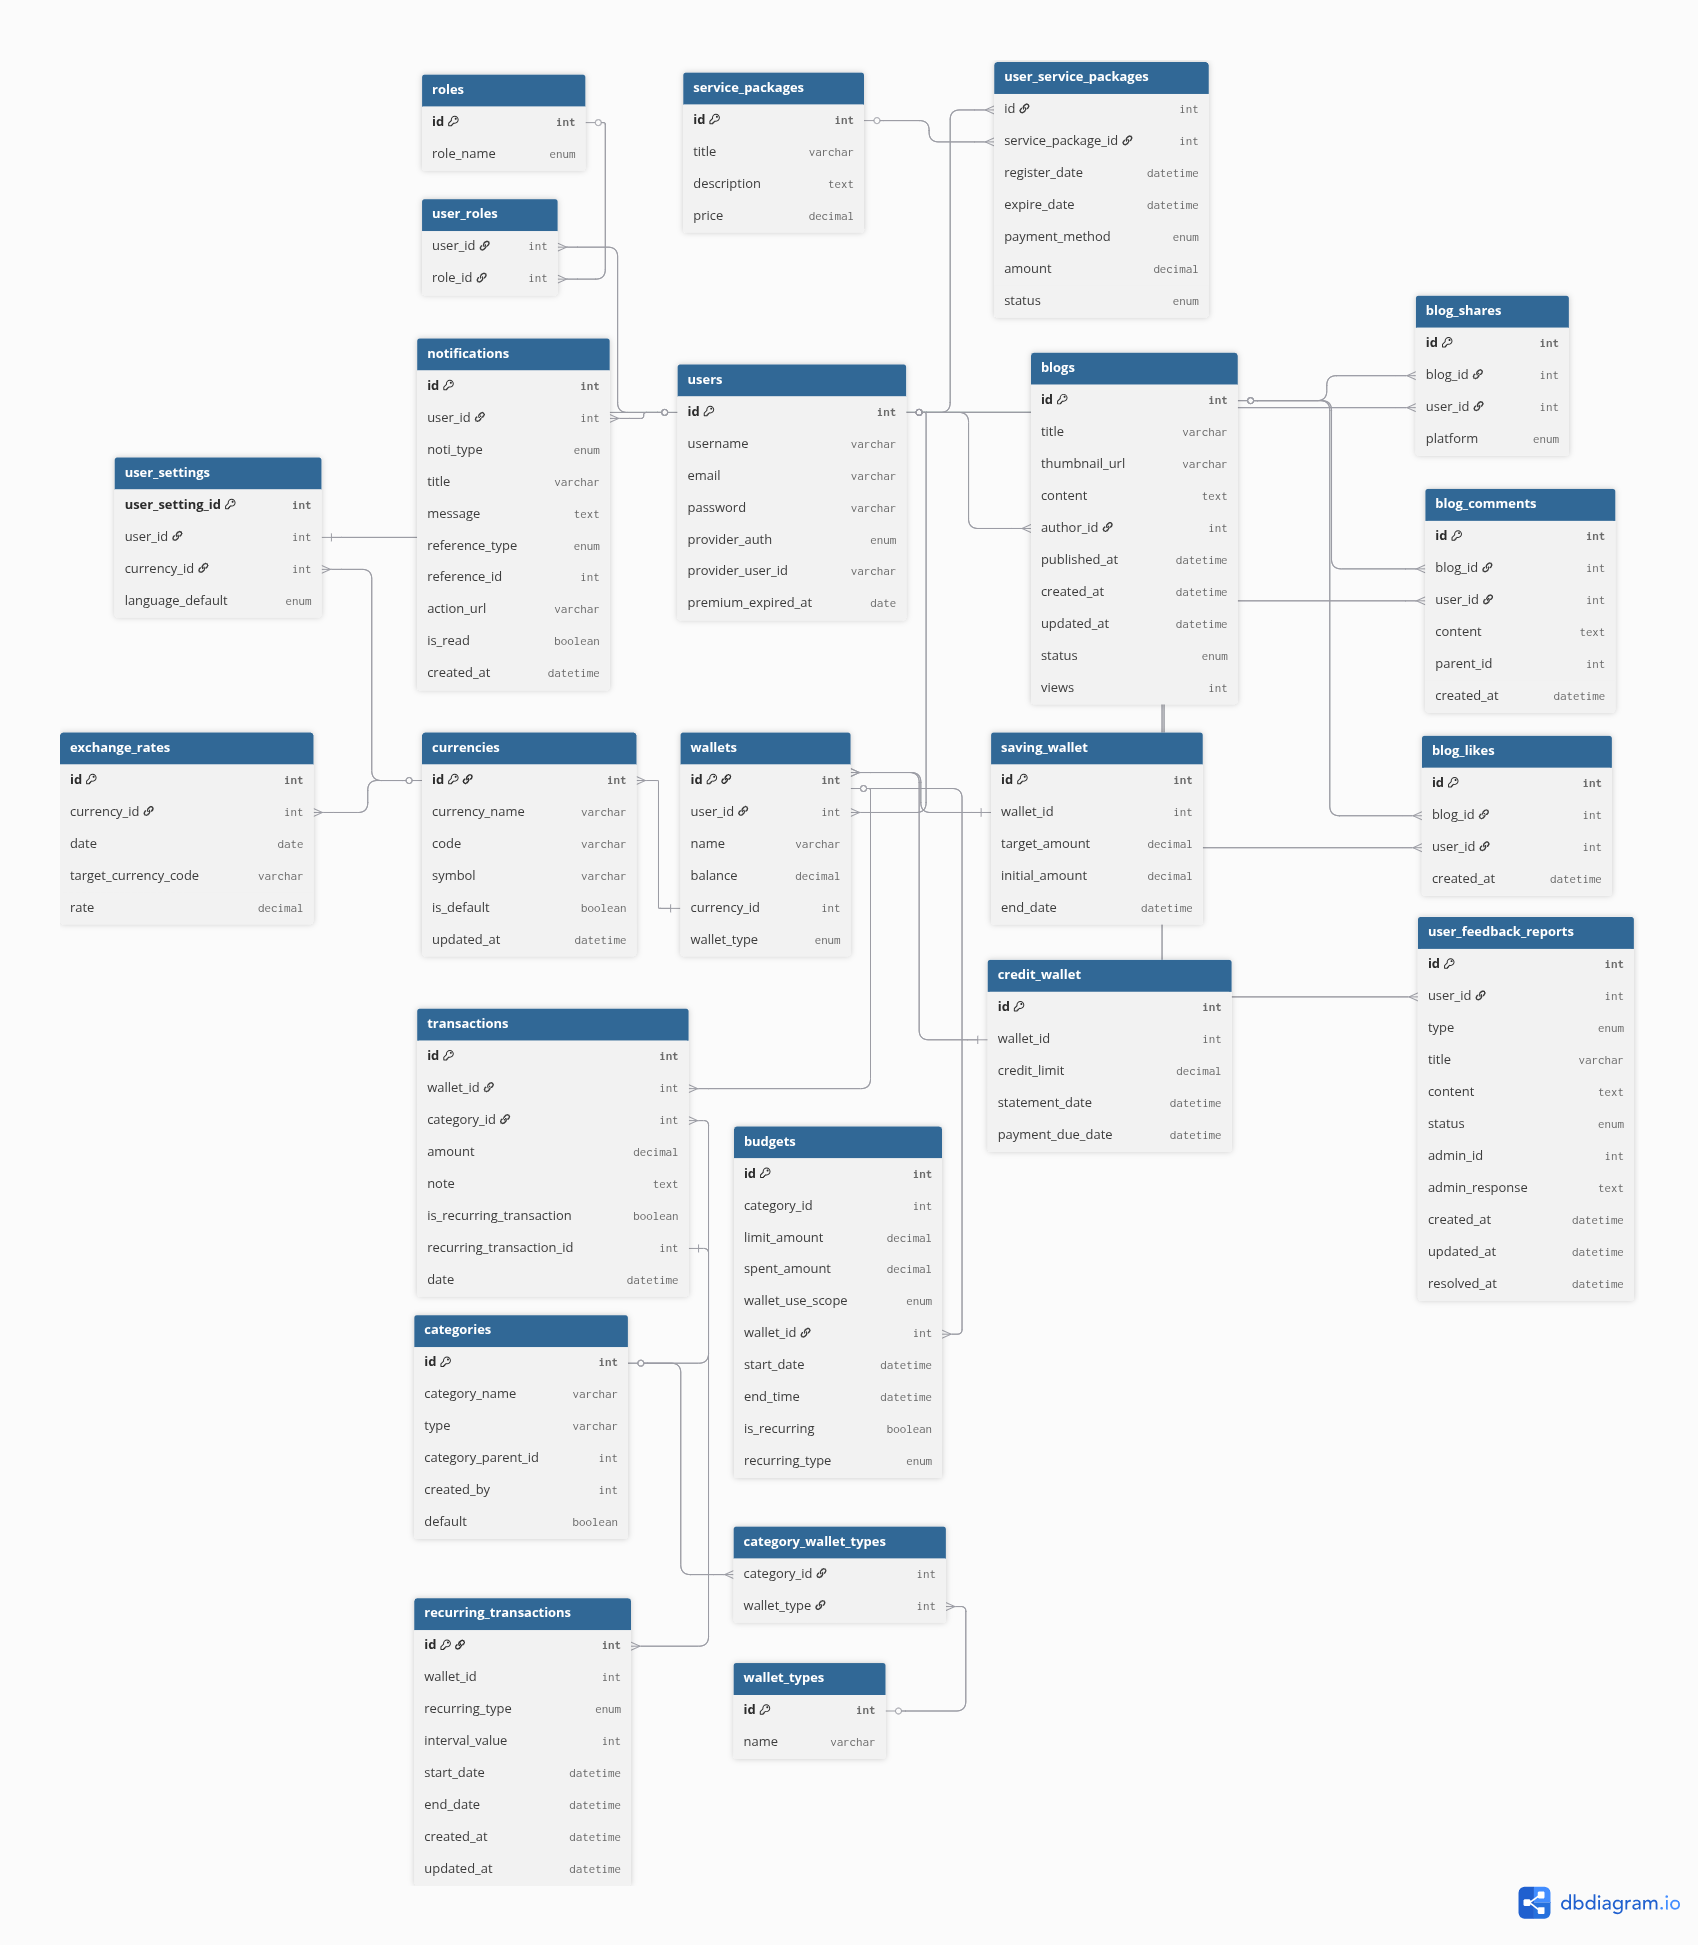 roles
id int
role_name enum
user_roles
user_id int
role_id int
service_packages
id int
title varchar
description text
price decimal
user_service_packages
id int
service_package_id int
register_date datetime
expire_date datetime
payment_method enum
amount decimal
status enum
notifications
id int
user_id int
noti_type enum
title varchar
message text
reference_type enum
reference_id int
action_url varchar
is_read boolean
created_at datetime
users
id int
username varchar
email varchar
password varchar
provider_auth enum
provider_user_id varchar
premium_expired_at date
blogs
id int
title varchar
thumbnail_url varchar
content text
author_id int
published_at datetime
created_at datetime
updated_at datetime
status enum
views int
blog_shares
id int
blog_id int
user_id int
platform enum
user_settings
user_setting_id int
user_id int
currency_id int
language_default enum
blog_comments
id int
blog_id int
user_id int
content text
parent_id int
created_at datetime
exchange_rates
id int
currency_id int
date date
target_currency_code varchar
rate decimal
currencies
id int
currency_name varchar
code varchar
symbol varchar
is_default boolean
updated_at datetime
wallets
id int
user_id int
name varchar
balance decimal
currency_id int
wallet_type enum
saving_wallet
id int
wallet_id int
target_amount decimal
initial_amount decimal
end_date datetime
blog_likes
id int
blog_id int
user_id int
created_at datetime
user_feedback_reports
id int
user_id int
type enum
title varchar
content text
status enum
admin_id int
admin_response text
created_at datetime
updated_at datetime
resolved_at datetime
credit_wallet
id int
wallet_id int
credit_limit decimal
statement_date datetime
payment_due_date datetime
transactions
id int
wallet_id int
category_id int
amount decimal
note text
is_recurring_transaction boolean
recurring_transaction_id int
date datetime
budgets
id int
category_id int
limit_amount decimal
spent_amount decimal
wallet_use_scope enum
wallet_id int
start_date datetime
end_time datetime
is_recurring boolean
recurring_type enum
categories
id int
category_name varchar
type varchar
category_parent_id int
created_by int
default boolean
category_wallet_types
category_id int
wallet_type int
recurring_transactions
id int
wallet_id int
recurring_type enum
interval_value int
start_date datetime
end_date datetime
created_at datetime
updated_at datetime
wallet_types
id int
name varchar
dbdiagram.io